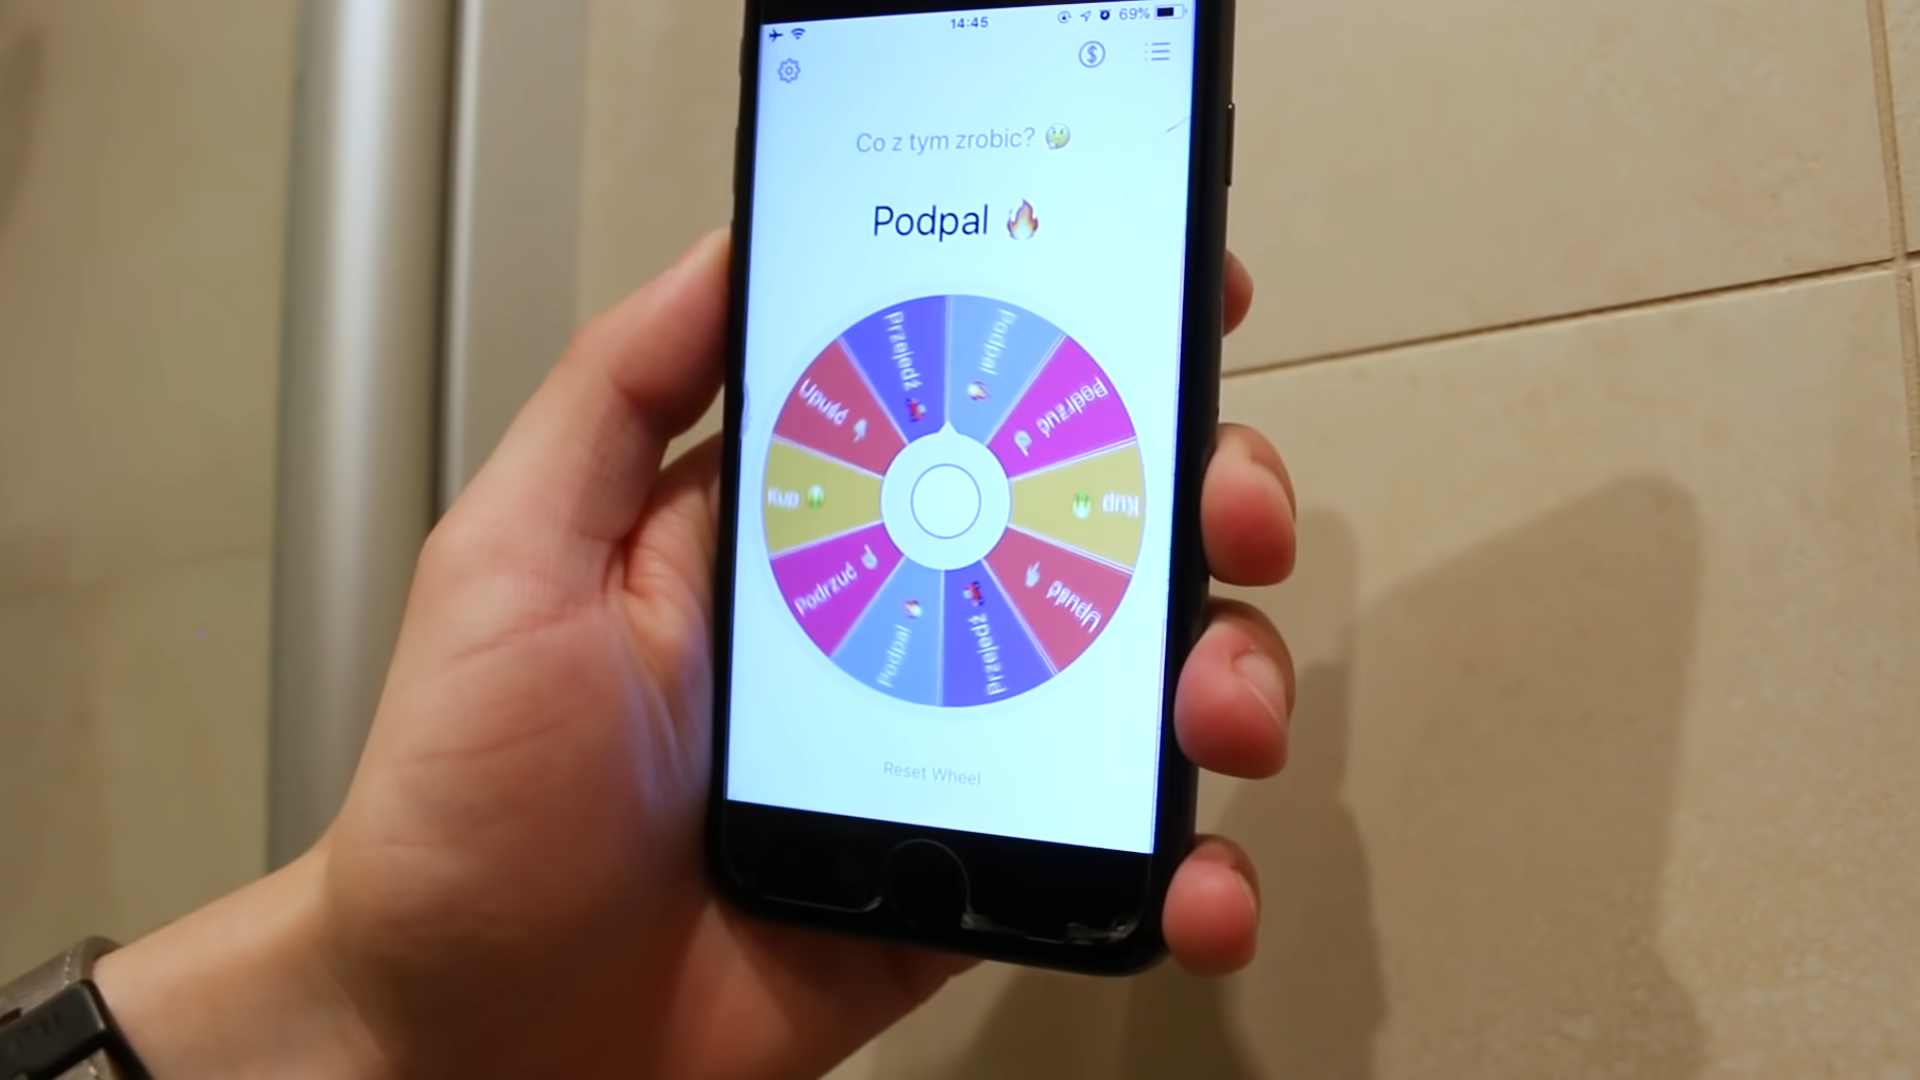 14:45
69%
Co z tym zrobic? 🤔
Podpal 🔥
Przejedź
Podpal
Upuść
Podrzuć
Kup
Kup
Podrzuć
Upuść
Podpal
Przejedź
Reset Wheel